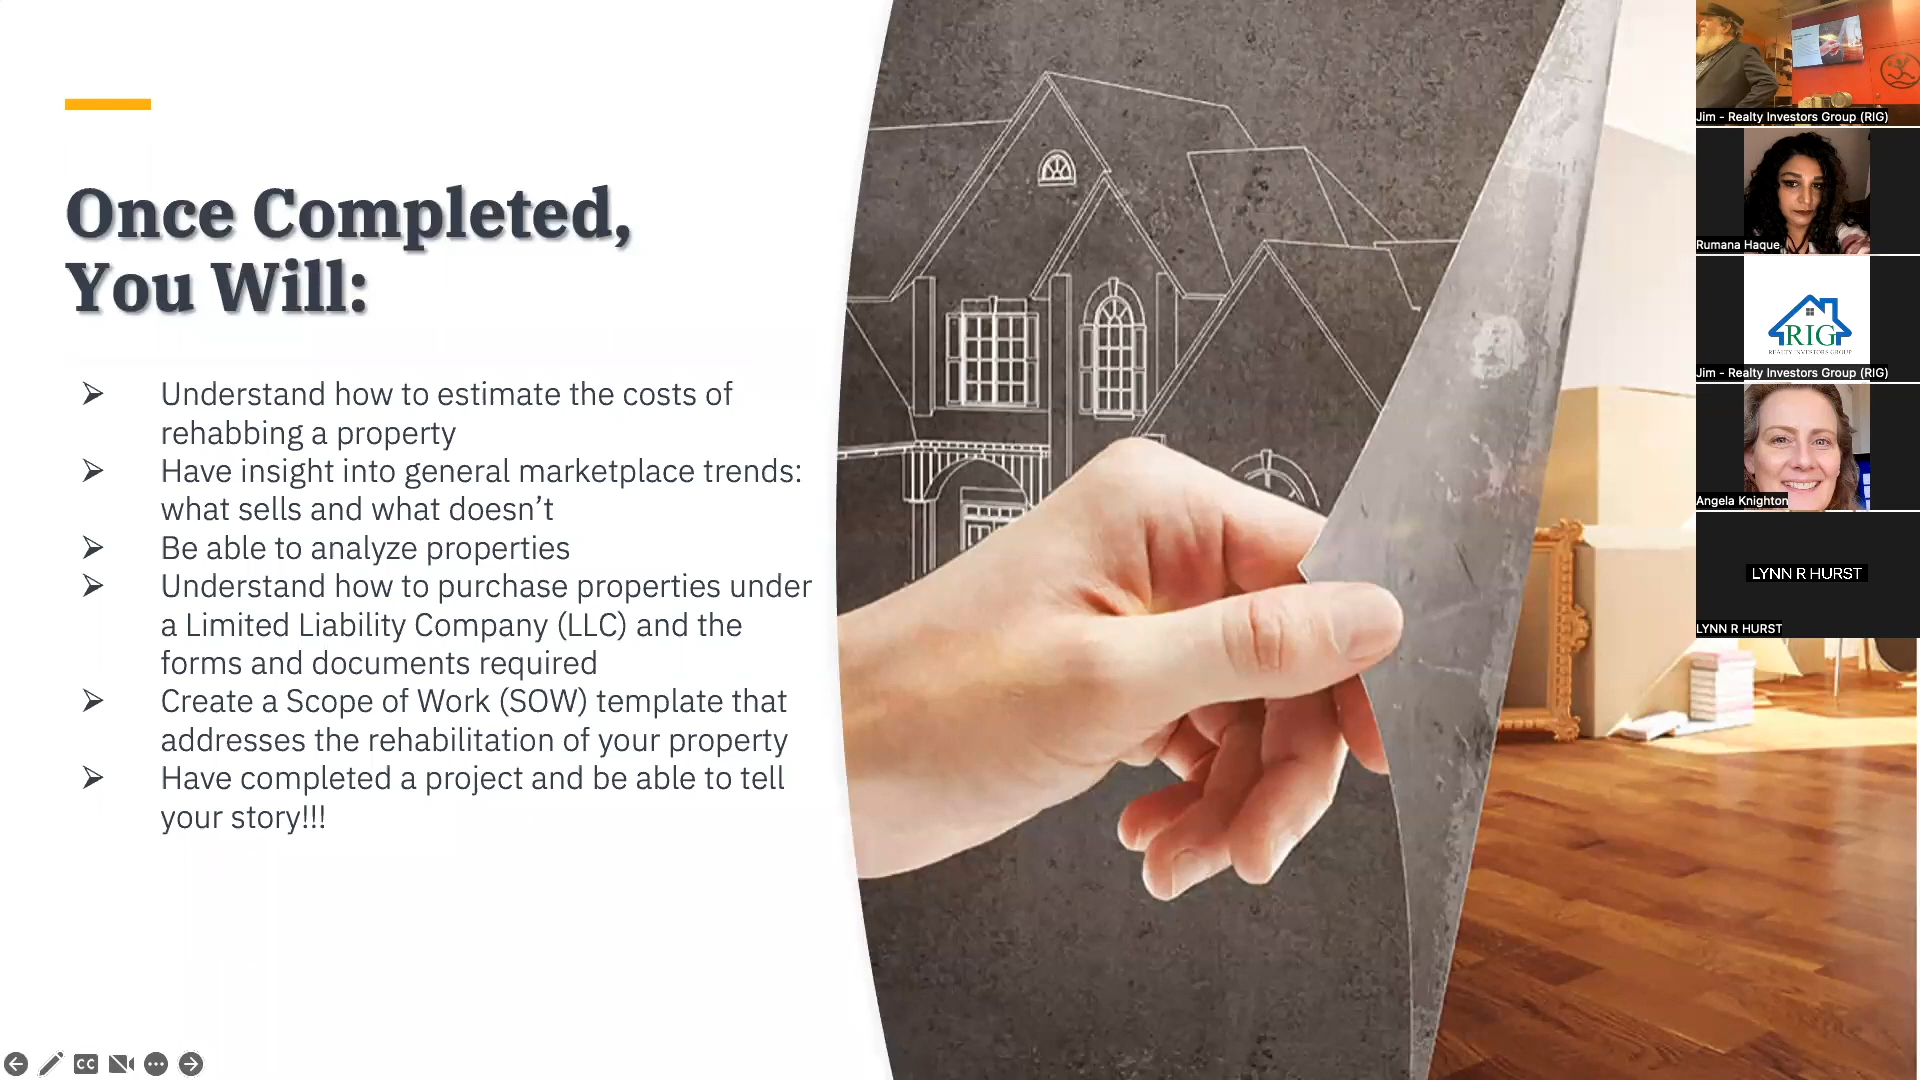 Once Completed,
You Will:
➢ Understand how to estimate the costs of
rehabbing a property
➢ Have insight into general marketplace trends:
what sells and what doesn’t
➢ Be able to analyze properties
➢ Understand how to purchase properties under
a Limited Liability Company (LLC) and the
forms and documents required
➢ Create a Scope of Work (SOW) template that
addresses the rehabilitation of your property
➢ Have completed a project and be able to tell
your story!!!
CC
Jim - Realty Investors Group (RIG)
Rumana Haque
RIG
REALTY INVESTORS GROUP
Jim - Realty Investors Group (RIG)
Angela Knighton
LYNN R HURST
LYNN R HURST